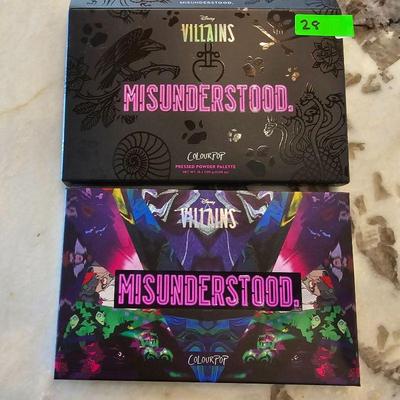 MISUNDERSTOOD.
28
Disney
VILLAINS
MISUNDERSTOOD.
COLOURPOP
PRESSED POWDER PALETTE
Disney
VILLAINS
MISUNDERSTOOD.
COLOURPOP